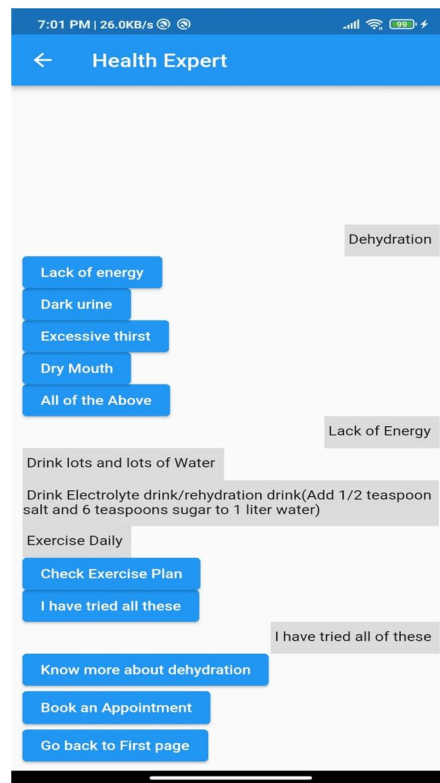 7:01 PM | 26.0KB/s
99
Health Expert
Dehydration
Lack of energy
Dark urine
Excessive thirst
Dry Mouth
All of the Above
Lack of Energy
Drink lots and lots of Water
Drink Electrolyte drink/rehydration drink(Add 1/2 teaspoon
salt and 6 teaspoons sugar to 1 liter water)
Exercise Daily
Check Exercise Plan
I have tried all these
I have tried all of these
Know more about dehydration
Book an Appointment
Go back to First page